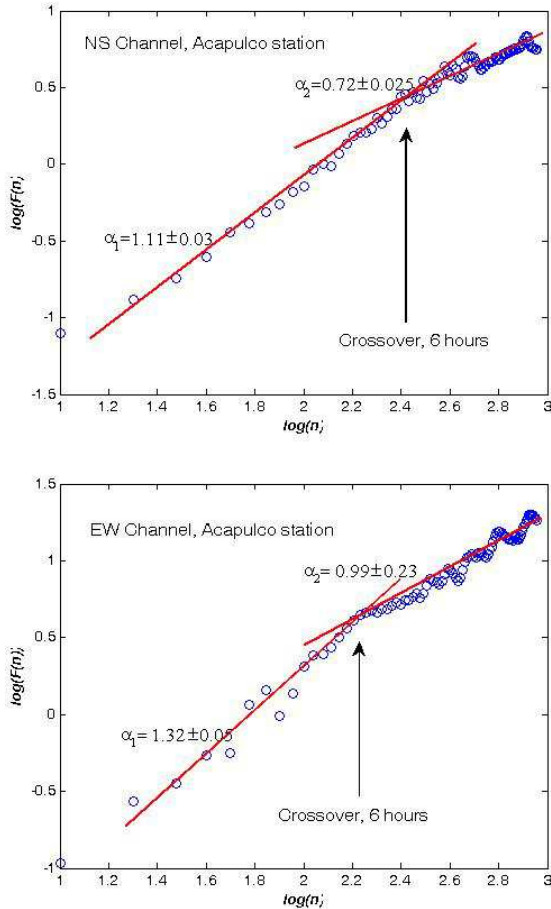 NS Channel, Acapulco station
α2= 0.72±0.025
α1=1.11±0.03
Crossover, 6 hours
log(F(n)
1
0.5
0
-0.5
-1
-1.5
1 1.2 1.4 1.6 1.8 2 2.2 2.4 2.6 2.8 3
log(n)
EW Channel, Acapulco station
α2= 0.99±0.23
α1= 1.32±0.05
Crossover, 6 hours
log(F(n)
1.5
1
0.5
0
-0.5
-1
1 1.2 1.4 1.6 1.8 2 2.2 2.4 2.6 2.8 3
log(n)